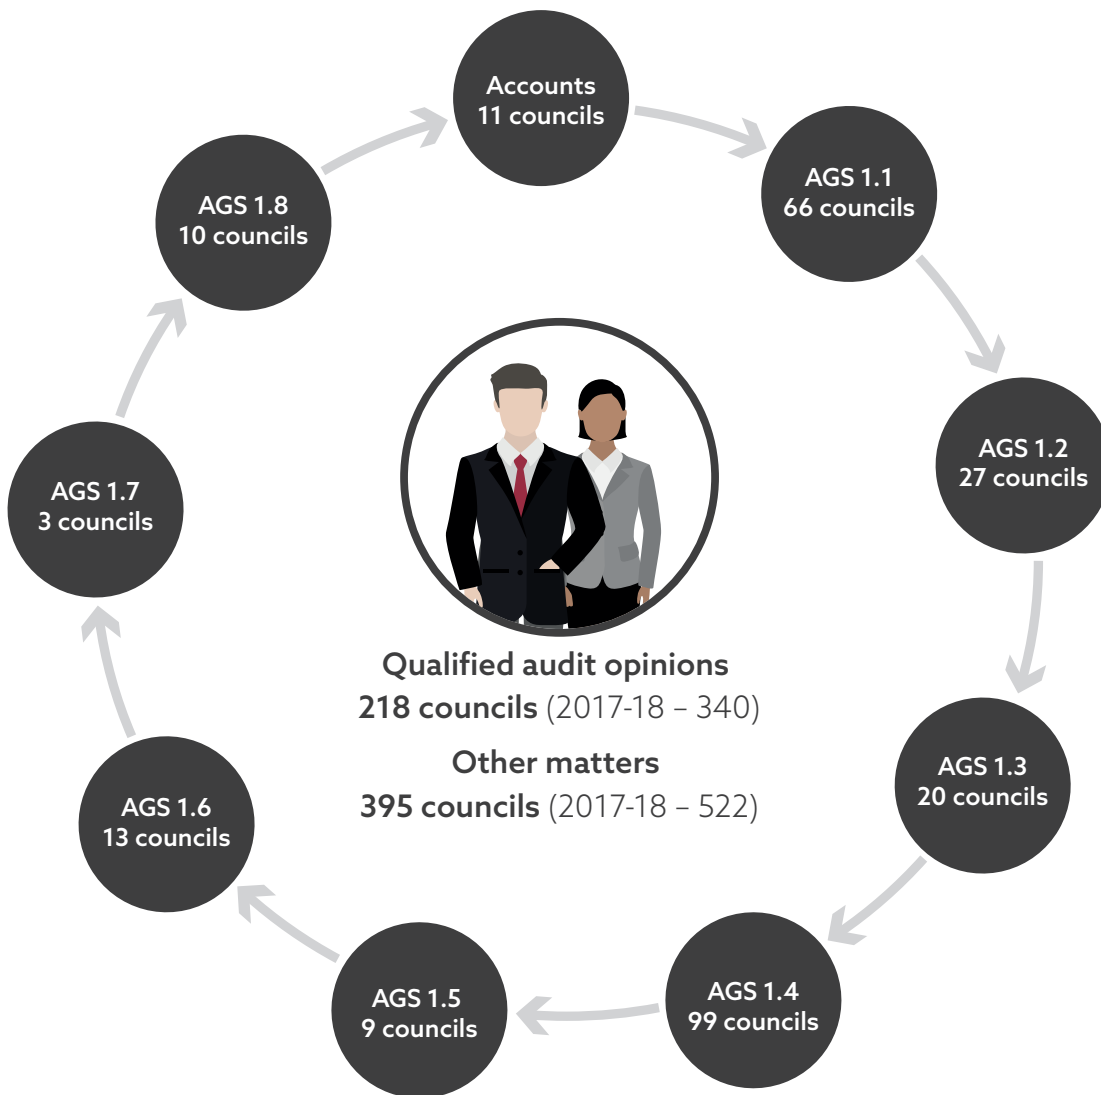 Accounts
11 councils
AGS 1.1
66 councils
AGS 1.2
27 councils
AGS 1.3
20 councils
AGS 1.4
99 councils
AGS 1.5
9 councils
AGS 1.6
13 councils
AGS 1.7
3 councils
AGS 1.8
10 councils
Qualified audit opinions
218 councils (2017-18 – 340)
Other matters
395 councils (2017-18 – 522)